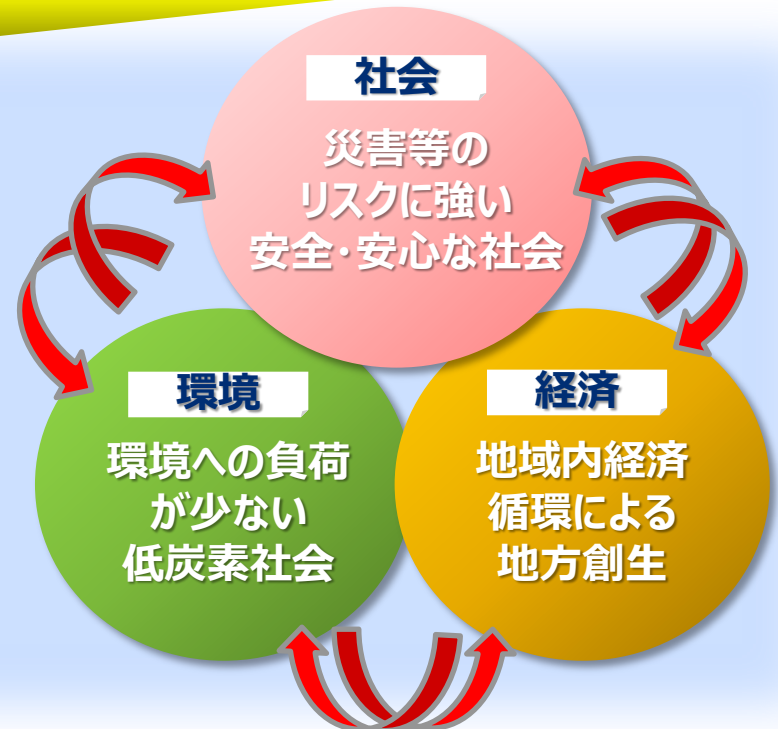 社会
災害等の
リスクに強い
安全・安心な社会
環境
環境への負荷
が少ない
低炭素社会
経済
地域内経済
循環による
地方創生